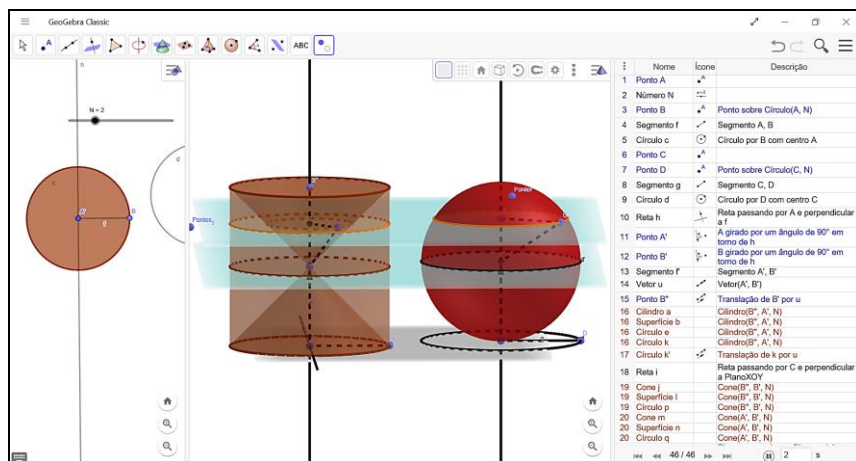 GeoGebra Classic
ABC
h
N = 2
c
d
A'
B
f
Pontos₂
Ponto
D
Nome Ícone Descrição
1 Ponto A
2 Número N
3 Ponto B Ponto sobre Círculo(A, N)
4 Segmento f Segmento A, B
5 Círculo c Círculo por B com centro A
6 Ponto C
7 Ponto D Ponto sobre Círculo(C, N)
8 Segmento g Segmento C, D
9 Círculo d Círculo por D com centro C
10 Reta h Reta passando por A e perpendicular
a f
11 Ponto A' A girado por um ângulo de 90° em
torno de h
12 Ponto B' B girado por um ângulo de 90° em
torno de h
13 Segmento f' Segmento A', B'
14 Vetor u Vetor(A', B')
15 Ponto B'' Translação de B' por u
16 Cilindro a Cilindro(B'', A', N)
16 Superfície b Cilindro(B'', A', N)
16 Círculo e Cilindro(B'', A', N)
16 Círculo k Cilindro(B'', A', N)
17 Círculo k' Translação de k por u
18 Reta i Reta passando por C e perpendicular
a PlanoXOY
19 Cone j Cone(B'', B', N)
19 Superfície l Cone(B'', B', N)
19 Círculo p Cone(B'', B', N)
20 Cone m Cone(A', B', N)
20 Superfície n Cone(A', B', N)
20 Círculo q Cone(A', B', N)
46 / 46 2 s